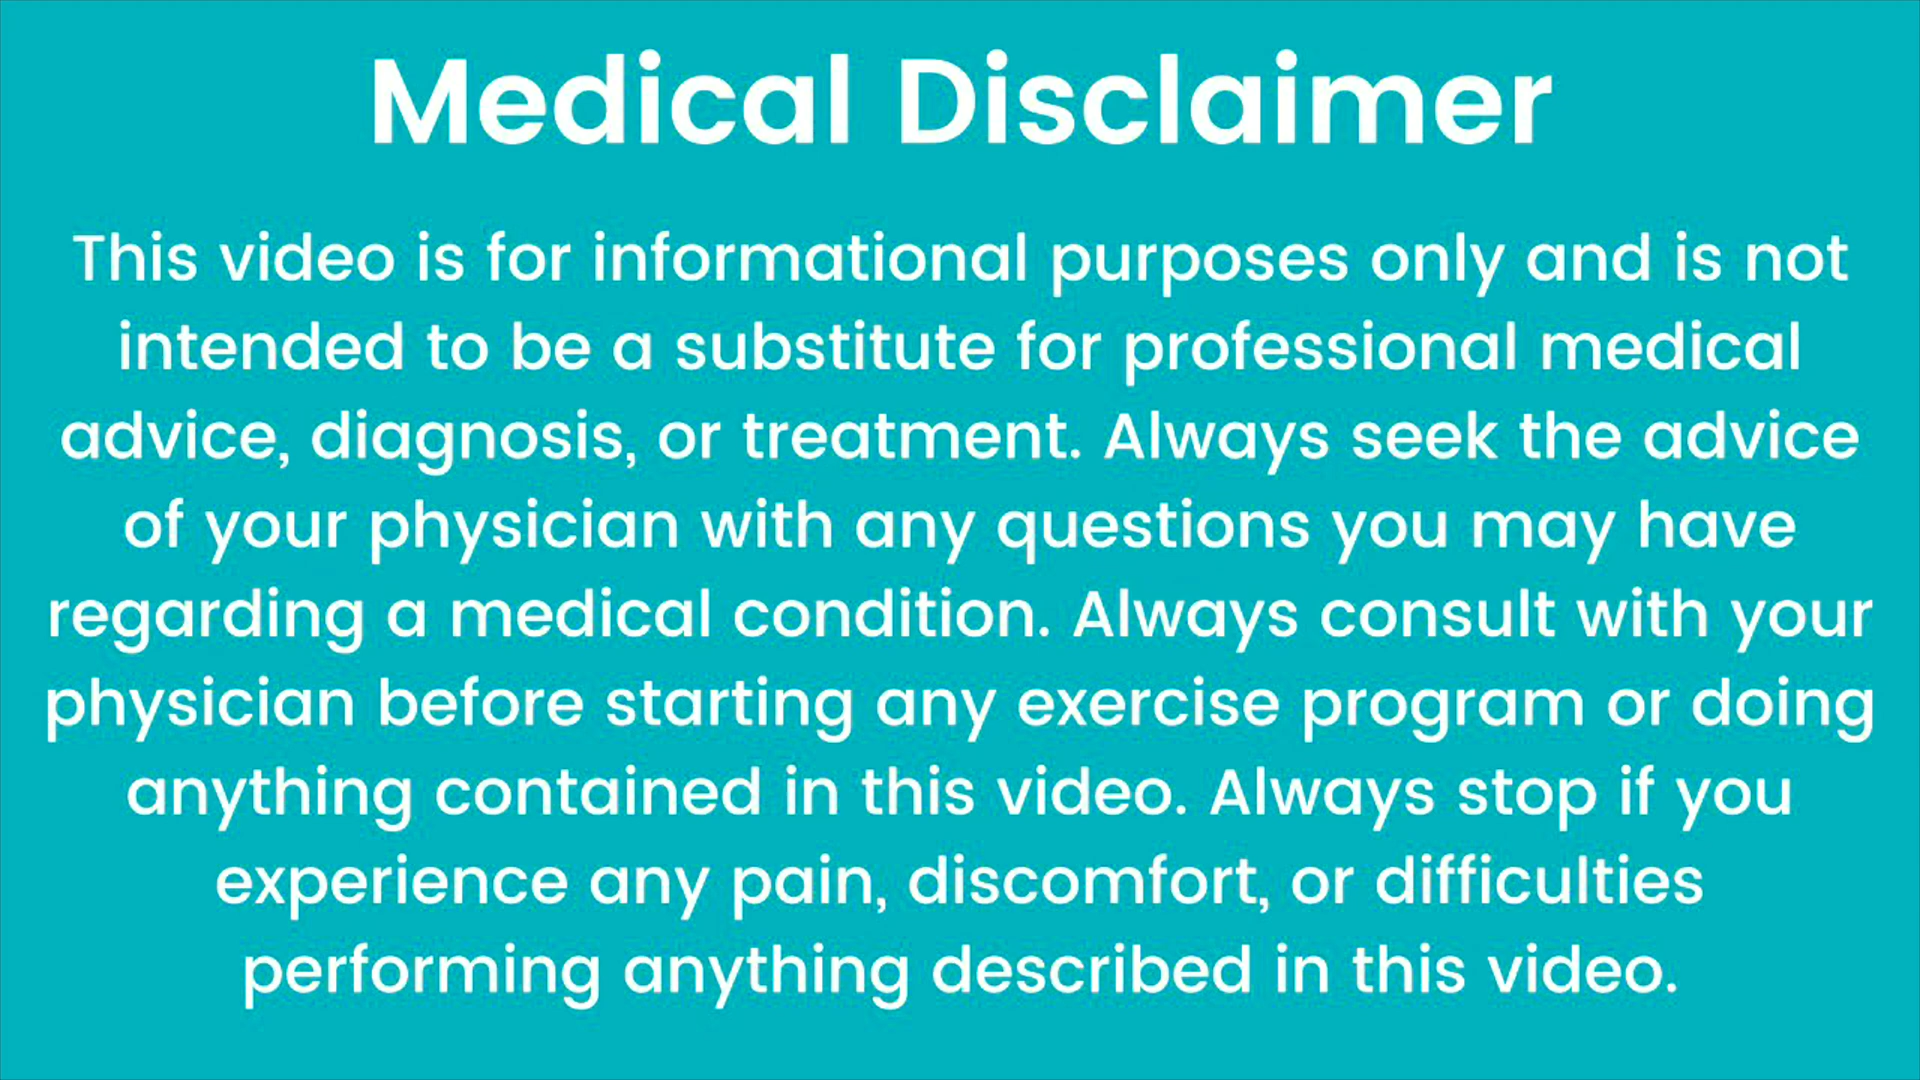 Medical Disclaimer
This video is for informational purposes only and is not
intended to be a substitute for professional medical
advice, diagnosis, or treatment. Always seek the advice
of your physician with any questions you may have
regarding a medical condition. Always consult with your
physician before starting any exercise program or doing
anything contained in this video. Always stop if you
experience any pain, discomfort, or difficulties
performing anything described in this video.